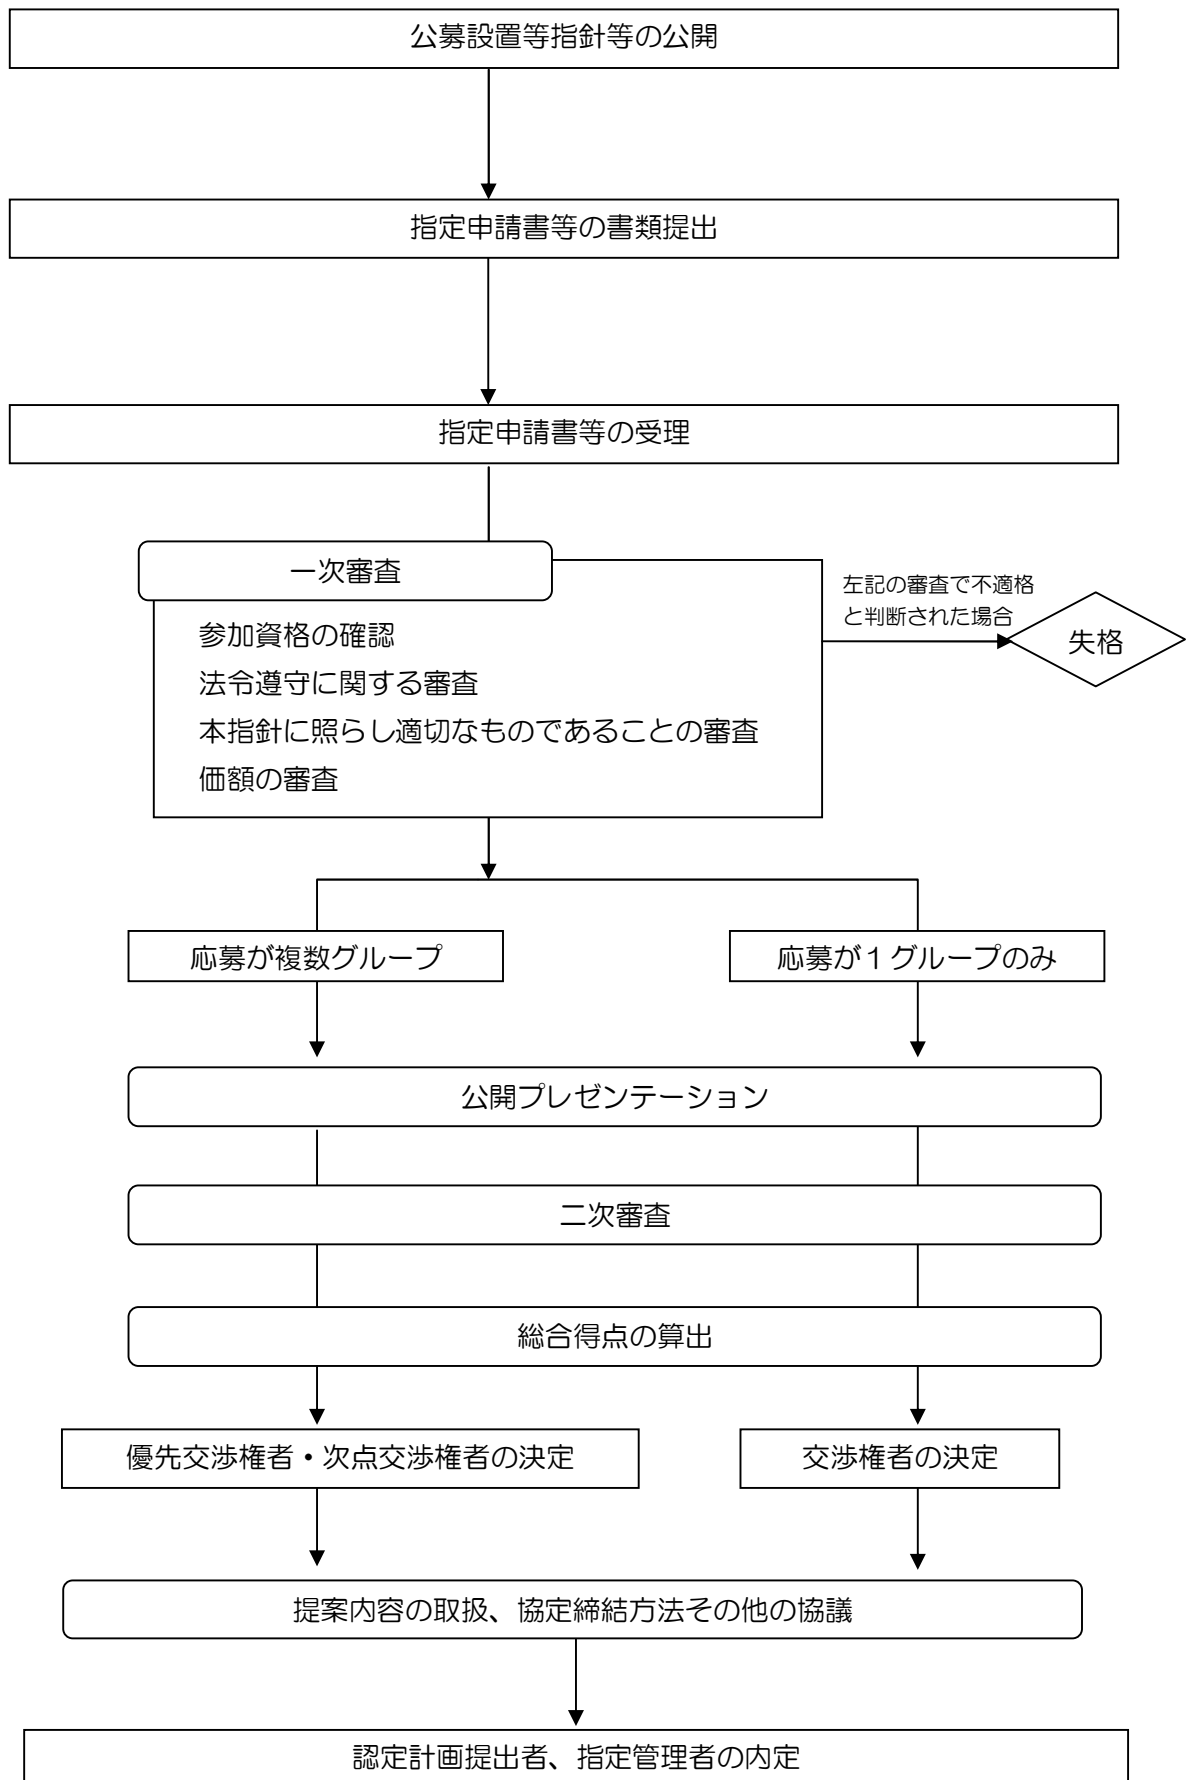 公募設置等指針等の公開
指定申請書等の書類提出
指定申請書等の受理
一次審査
参加資格の確認
法令遵守に関する審査
本指針に照らし適切なものであることの審査
価額の審査
左記の審査で不適格
と判断された場合
失格
応募が複数グループ
応募が１グループのみ
公開プレゼンテーション
二次審査
総合得点の算出
優先交渉権者・次点交渉権者の決定
交渉権者の決定
提案内容の取扱、協定締結方法その他の協議
認定計画提出者、指定管理者の内定